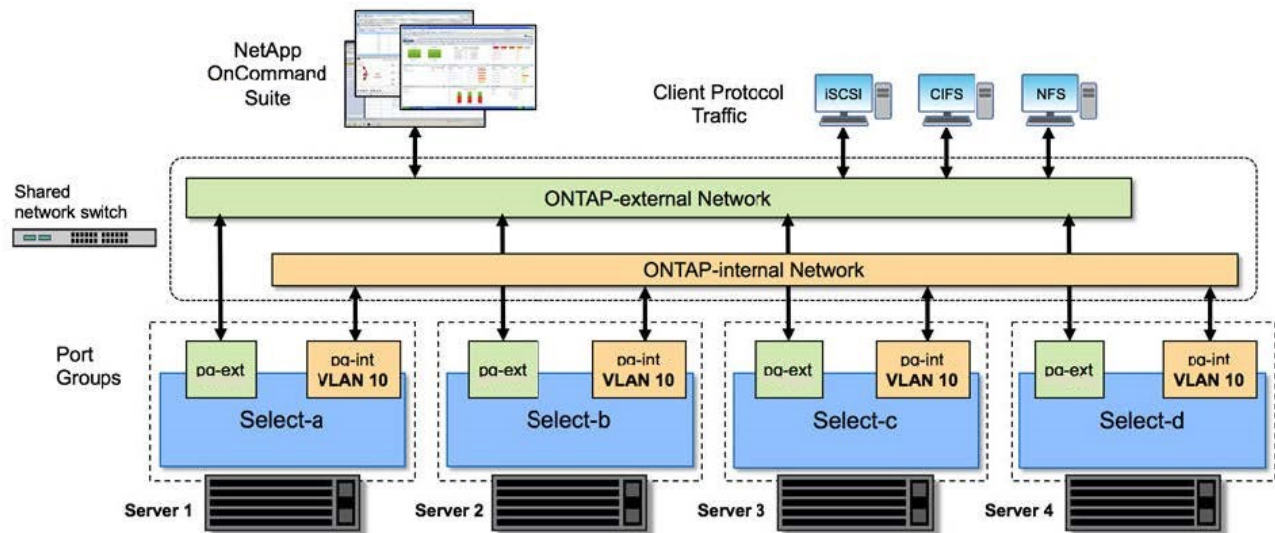 NetApp
OnCommand
Suite
Client Protocol
Traffic
iSCSI
CIFS
NFS
Shared
network switch
ONTAP-external Network
ONTAP-internal Network
Port
Groups
pg-ext
pg-int
VLAN 10
Select-a
pg-ext
pg-int
VLAN 10
Select-b
pg-ext
pg-int
VLAN 10
Select-c
pg-ext
pg-int
VLAN 10
Select-d
Server 1
Server 2
Server 3
Server 4